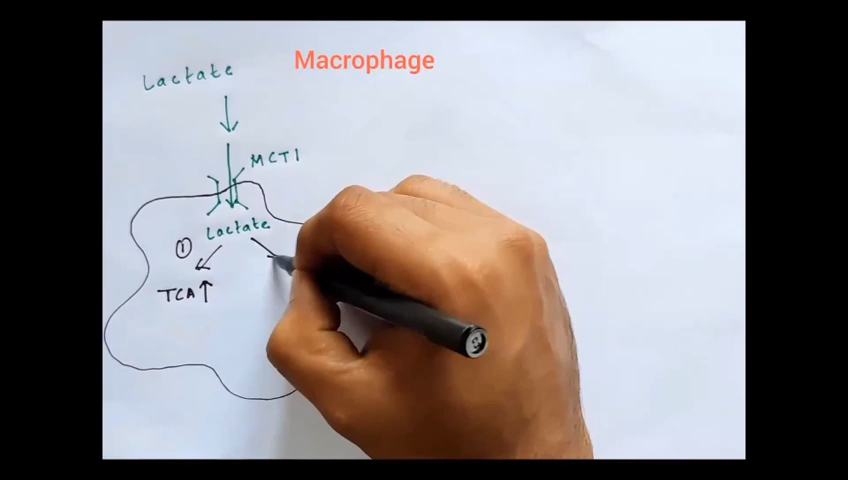 Macrophage
Lactate
MCT1
Lactate
①
TCA↑